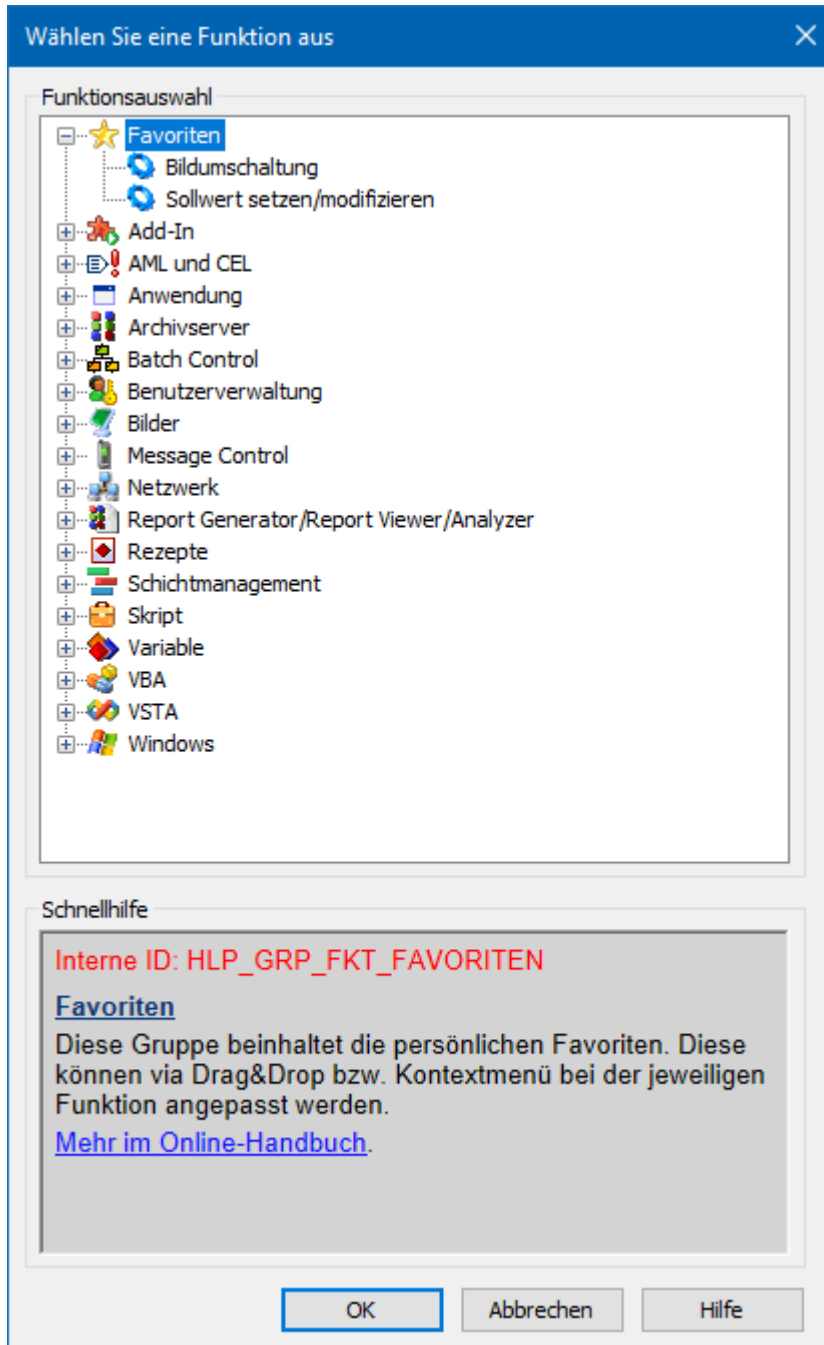 Wählen Sie eine Funktion aus
Funktionsauswahl
Favoriten
Bildumschaltung
Sollwert setzen/modifizieren
Add-In
AML und CEL
Anwendung
Archivserver
Batch Control
Benutzerverwaltung
Bilder
Message Control
Netzwerk
Report Generator/Report Viewer/Analyzer
Rezepte
Schichtmanagement
Skript
Variable
VBA
VSTA
Windows
Schnellhilfe
Interne ID: HLP_GRP_FKT_FAVORITEN
Favoriten
Diese Gruppe beinhaltet die persönlichen Favoriten. Diese
können via Drag&Drop bzw. Kontextmenü bei der jeweiligen
Funktion angepasst werden.
Mehr im Online-Handbuch.
OK Abbrechen Hilfe